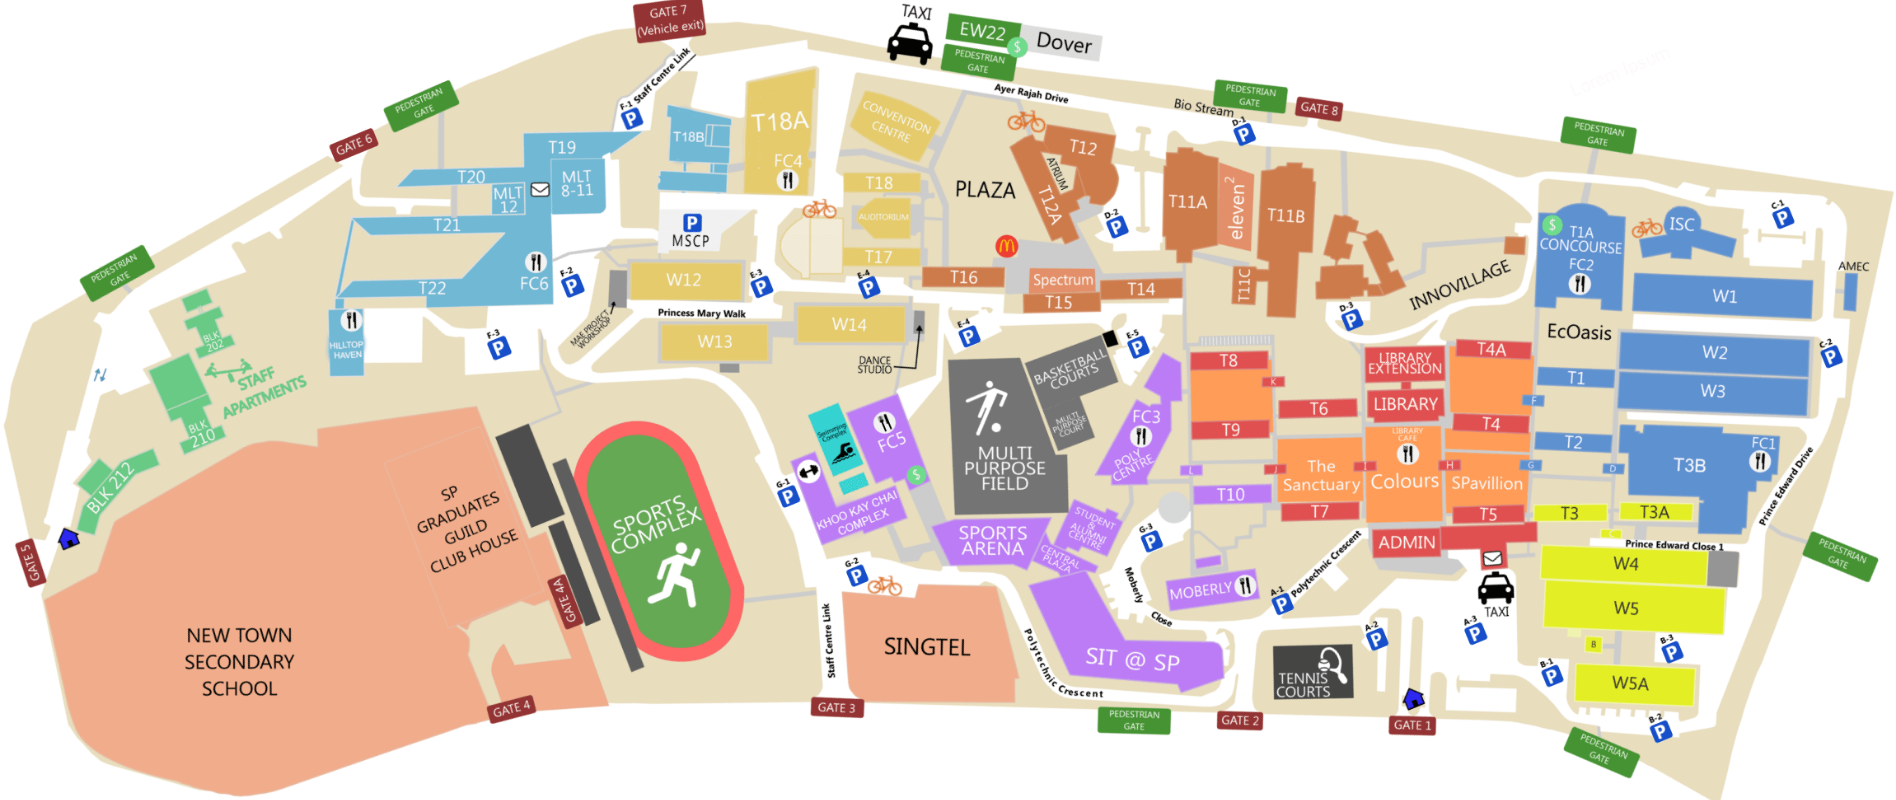 GATE 7
(Vehicle exit)
TAXI
EW22
$
Dover
PEDESTRIAN
GATE
Staff Centre Link
F-1
P
PEDESTRIAN
GATE
GATE 6
Ayer Rajah Drive
Bio Stream
PEDESTRIAN
GATE
GATE 8
D-1
P
PEDESTRIAN
GATE
T18A
FC4
T18B
CONVENTION
CENTRE
T12
ATRIUM
T12A
PLAZA
T19
T20
MLT
12
MLT
8-11
T21
T22
FC6
P
MSCP
T18
AUDITORIUM
T17
T16
Spectrum
T15
T14
D-2
P
T11A
eleven²
T11B
T11C
INNOVILLAGE
D-3
P
$
T1A
CONCOURSE
FC2
ISC
C-1
P
AMEC
W1
EcOasis
W2
W3
C-2
P
PEDESTRIAN
GATE
BLK
202
STAFF
APARTMENTS
BLK
210
BLK 212
GATE 5
HILLTOP
HAVEN
F-2
P
F-3
P
MAE PROJECT
WORKSHOP
W12
E-3
P
E-4
P
Princess Mary Walk
W13
W14
DANCE
STUDIO
E-4
P
BASKETBALL
COURTS
E-5
P
MULTI
PURPOSE
COURT
MULTI
PURPOSE
FIELD
FC3
POLY
CENTRE
T8
K
T9
T6
LIBRARY
EXTENSION
LIBRARY
T4A
T4
T1
F
T2
G
D
T3B
FC1
LIBRARY
CAFE
Colours
The
Sanctuary
H
SPavillion
T10
T7
T5
ADMIN
T3
T3A
Prince Edward Drive
Prince Edward Close 1
W4
W5
B
W5A
B-1
P
B-3
P
B-2
P
PEDESTRIAN
GATE
PEDESTRIAN
GATE
Swimming
Complex
FC5
$
G-1
P
KHOO KAY CHAI
COMPLEX
SPORTS
ARENA
STUDENT
&
ALUMNI
CENTRE
CENTRAL
PLAZA
G-3
P
Moberly
Close
MOBERLY
A-1
P
Polytechnic Crescent
TAXI
A-2
P
A-3
P
SP
GRADUATES
GUILD
CLUB HOUSE
GATE 4A
SPORTS
COMPLEX
G-2
P
Staff Centre Link
SINGTEL
Polytechnic Crescent
SIT @ SP
TENNIS
COURTS
NEW TOWN
SECONDARY
SCHOOL
GATE 4
GATE 3
PEDESTRIAN
GATE
GATE 2
GATE 1